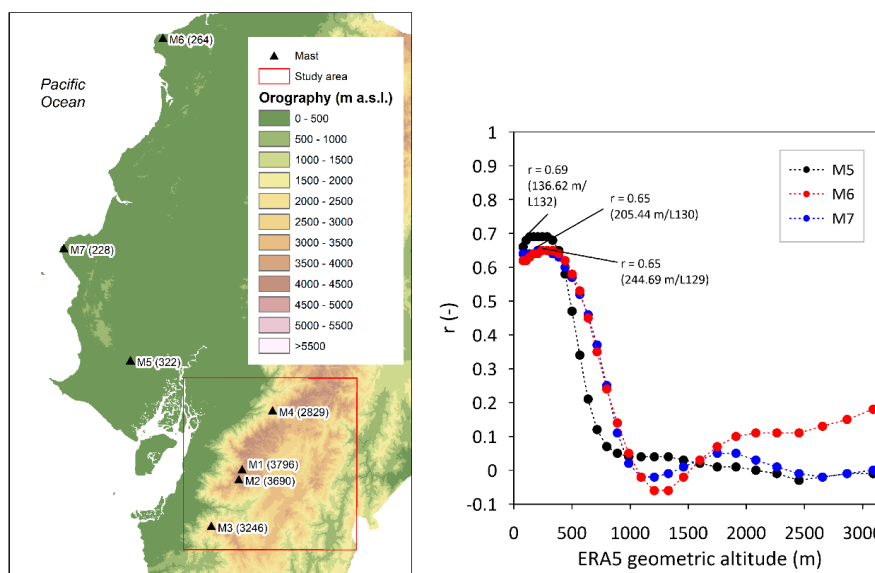 M6 (264)
Pacific
Ocean
M7 (228)
M5 (322)
M4 (2829)
M1 (3796)
M2 (3690)
M3 (3246)
Mast
Study area
Orography (m a.s.l.)
0 - 500
500 - 1000
1000 - 1500
1500 - 2000
2000 - 2500
2500 - 3000
3000 - 3500
3500 - 4000
4000 - 4500
4500 - 5000
5000 - 5500
>5500
r (-)
1
0.9
0.8
0.7
0.6
0.5
0.4
0.3
0.2
0.1
0
-0.1
r = 0.69
(136.62 m/
L132)
r = 0.65
(205.44 m/L130)
r = 0.65
(244.69 m/L129)
M5
M6
M7
0 500 1000 1500 2000 2500 3000
ERA5 geometric altitude (m)